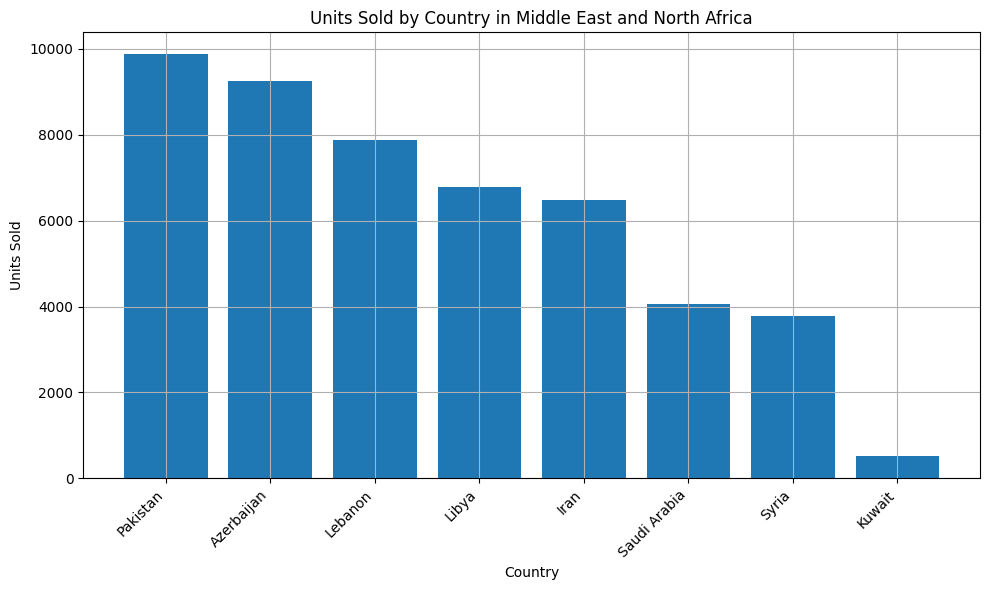 Units Sold by Country in Middle East and North Africa
10000
8000
6000
4000
2000
0
Units Sold
Pakistan
Azerbaijan
Lebanon
Libya
Iran
Saudi Arabia
Syria
Kuwait
Country